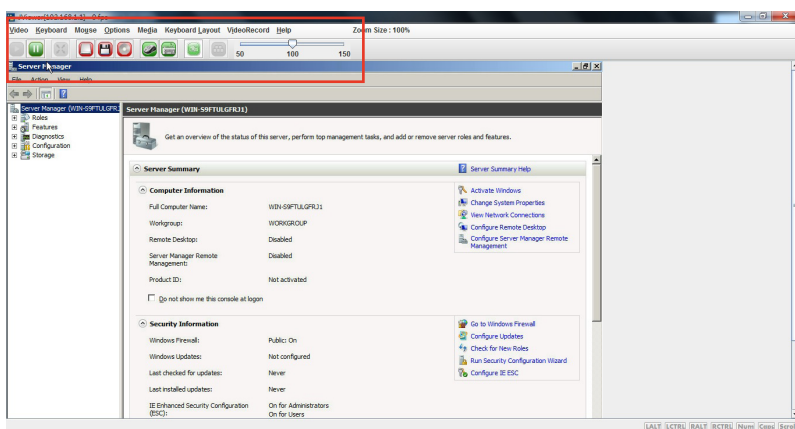 JViewer[192.168.1.1] - 0 fps
Video Keyboard Mouse Options Media Keyboard Layout VideoRecord Help Zoom Size : 100%
50 100 150
Server Manager
File Action View Help
Server Manager (WIN-S9FTULGFRJ1) Server Manager (WIN-S9FTULGFRJ1)
Roles
Features
Diagnostics
Configuration
Storage
Get an overview of the status of this server, perform top management tasks, and add or remove server roles and features.
Server Summary
Server Summary Help
Computer Information
Full Computer Name: WIN-S9FTULGFRJ1
Workgroup: WORKGROUP
Remote Desktop: Disabled
Server Manager Remote Management: Disabled
Product ID: Not activated
Do not show me this console at logon
Activate Windows
Change System Properties
View Network Connections
Configure Remote Desktop
Configure Server Manager Remote
Management
Security Information
Windows Firewall: Public: On
Windows Updates: Not configured
Last checked for updates: Never
Last installed updates: Never
IE Enhanced Security Configuration (ESC): On for Administrators
On for Users
Go to Windows Firewall
Configure Updates
Check for New Roles
Run Security Configuration Wizard
Configure IE ESC
LALT LCTRL RALT RCTRL Num Caps Scroll